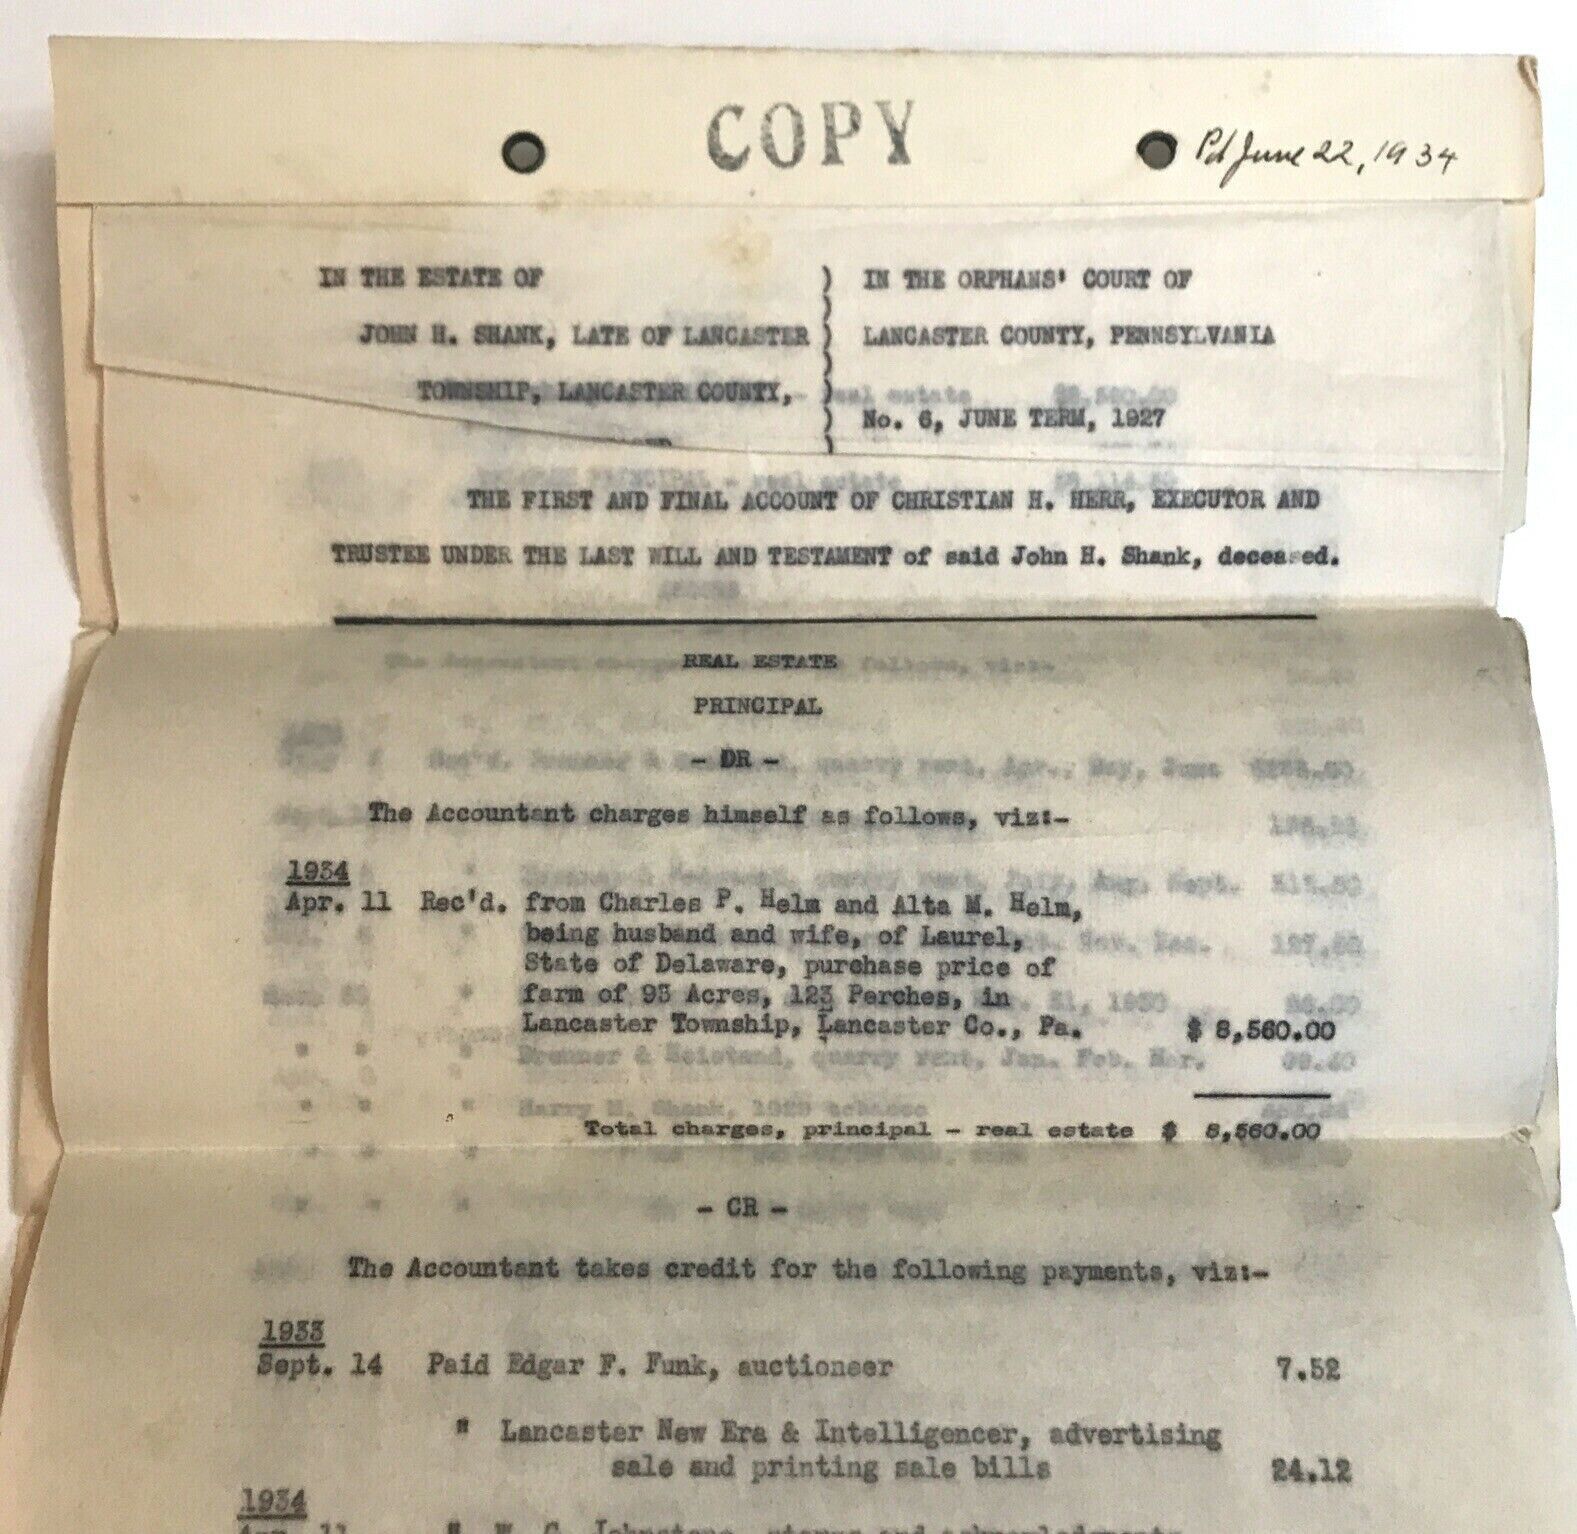 COPY
Pd June 22, 1934
IN THE ESTATE OF
JOHN H. SHANK, LATE OF LANCASTER
TOWNSHIP, LANCASTER COUNTY,
IN THE ORPHANS' COURT OF
LANCASTER COUNTY, PENNSYLVANIA
No. 6, JUNE TERM, 1927
THE FIRST AND FINAL ACCOUNT OF CHRISTIAN H. HERR, EXECUTOR AND
TRUSTEE UNDER THE LAST WILL AND TESTAMENT of said John H. Shank, deceased.
REAL ESTATE
PRINCIPAL
- DR -
The Accountant charges himself as follows, viz:-
1934
Apr. 11 Rec'd. from Charles P. Helm and Alta M. Helm,
being husband and wife, of Laurel,
State of Delaware, purchase price of
farm of 93 Acres, 123 Perches, in
Lancaster Township, Lancaster Co., Pa. $ 8,560.00
Total charges, principal - real estate $ 8,560.00
- CR -
The Accountant takes credit for the following payments, viz:-
1933
Sept. 14 Paid Edgar F. Funk, auctioneer 7.52
" Lancaster New Era & Intelligencer, advertising
sale and printing sale bills 24.12
1934
Apr. 11 " W. C. Johnstone, stamps and acknowledgments